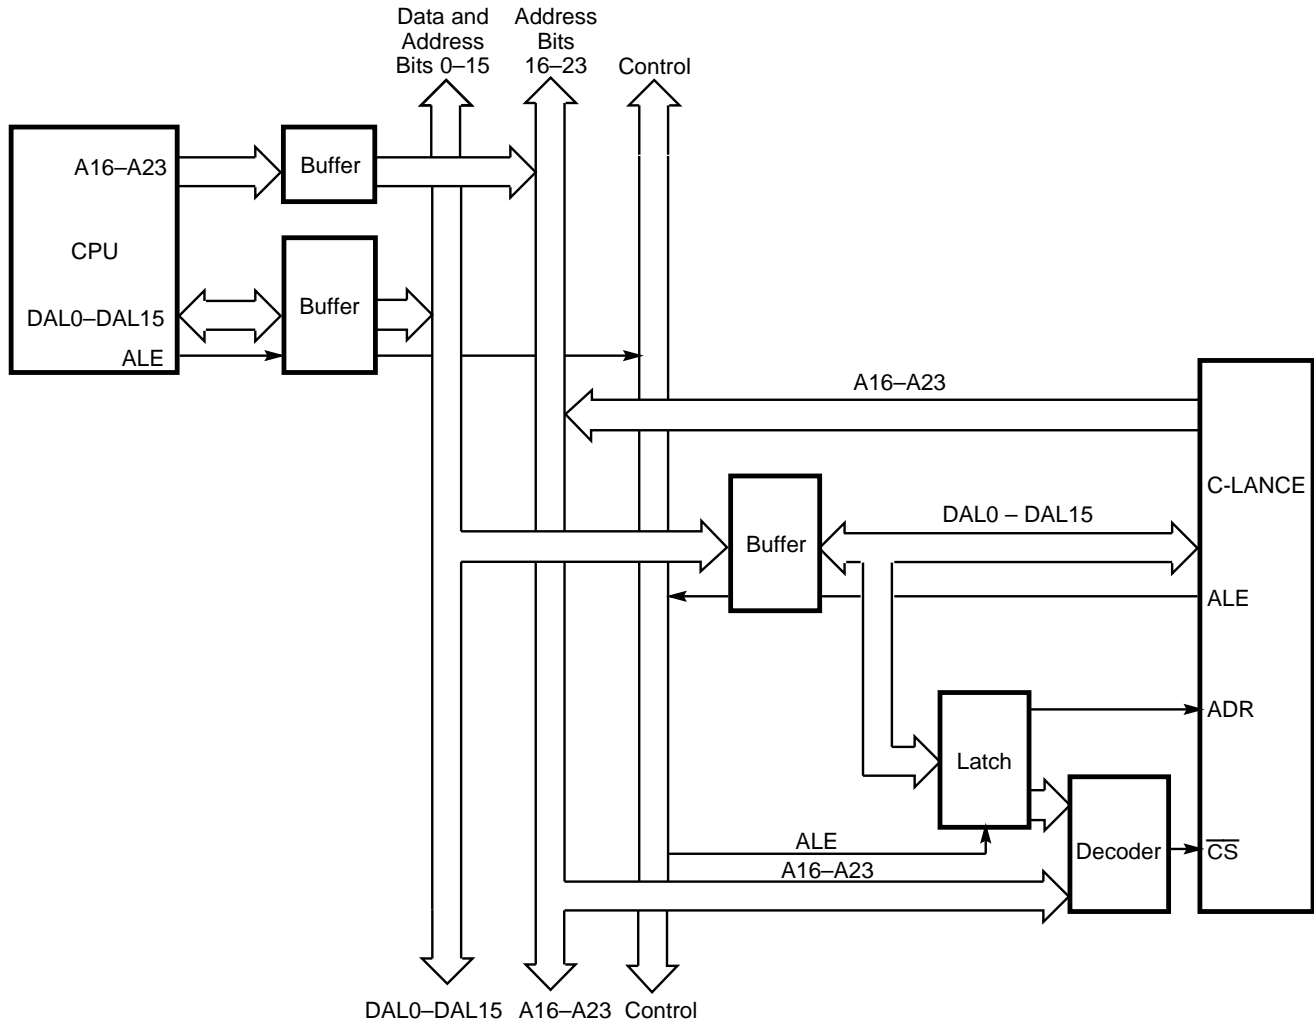 Data and
Address
Bits 0–15
Address
Bits
16–23
Control
A16–A23
Buffer
CPU
DAL0–DAL15
ALE
Buffer
A16–A23
C-LANCE
DAL0 – DAL15
Buffer
ALE
ADR
Latch
ALE
A16–A23
Decoder
CS
DAL0–DAL15
A16–A23
Control